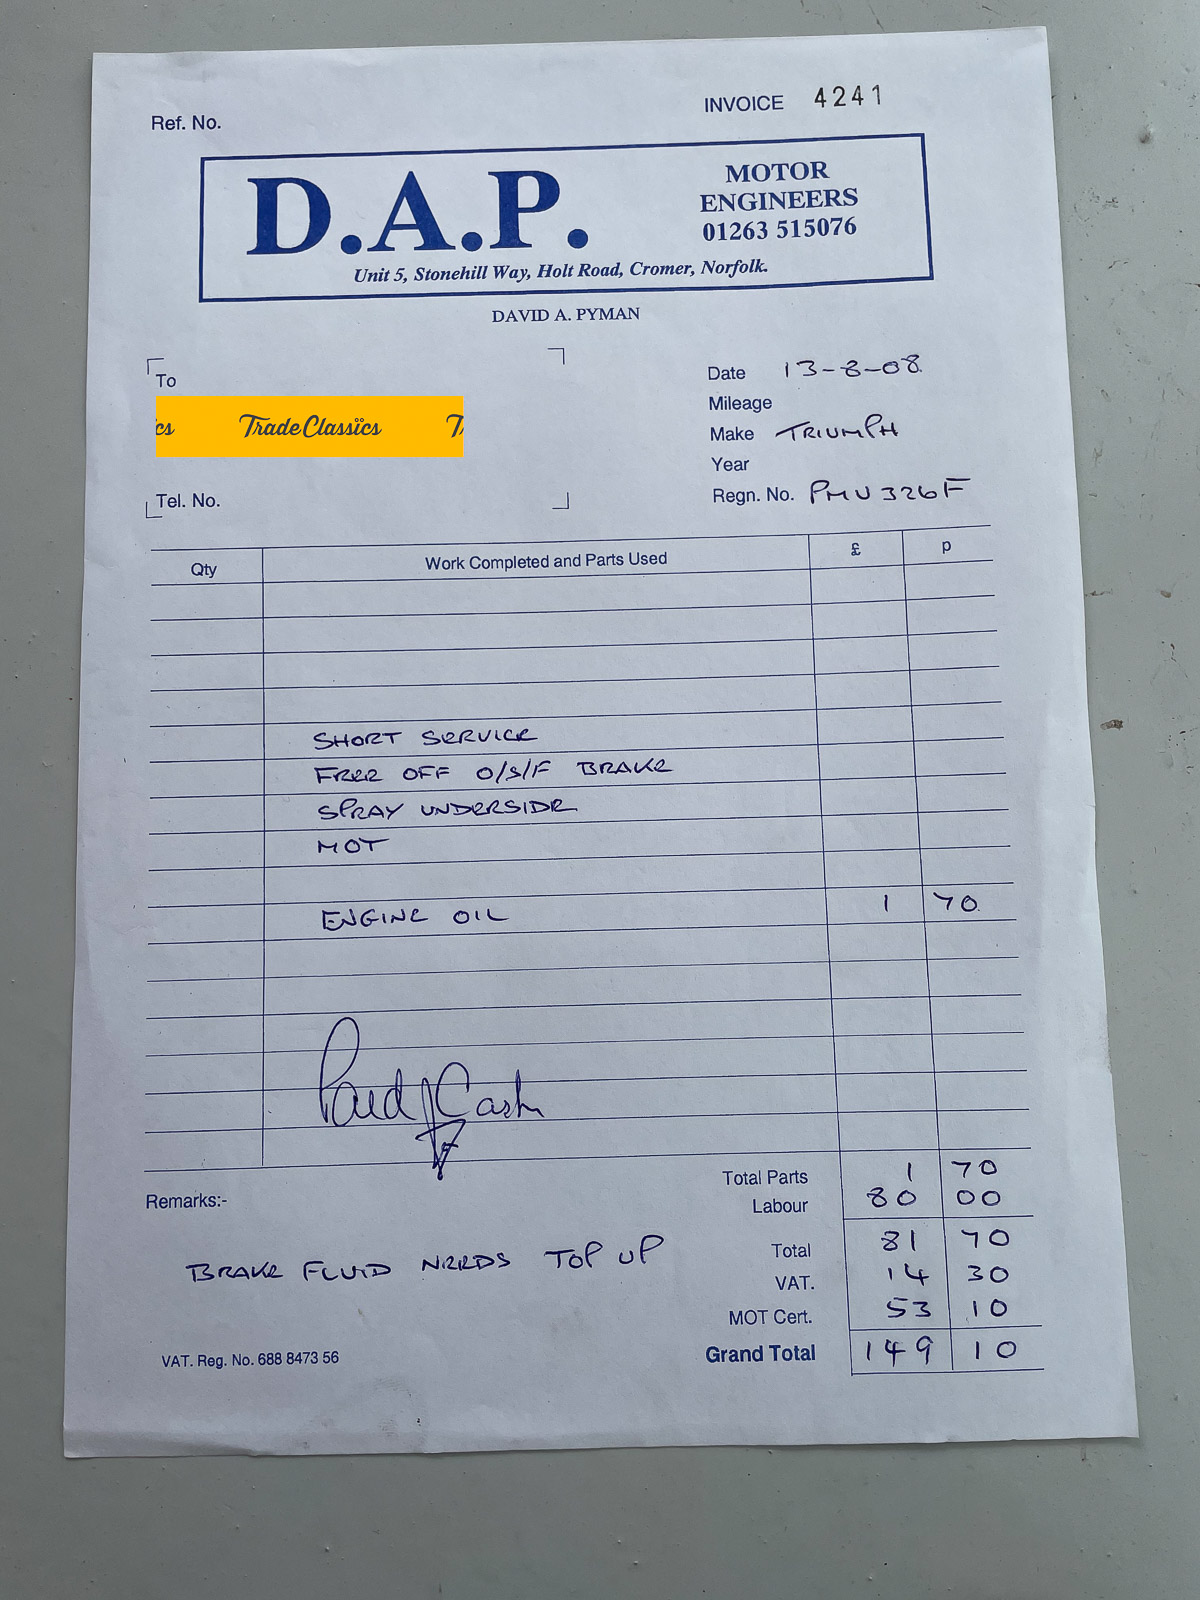 INVOICE 4241
Ref. No.
D.A.P.
MOTOR
ENGINEERS
01263 515076
Unit 5, Stonehill Way, Holt Road, Cromer, Norfolk.
DAVID A. PYMAN
To
cs TradeClassics T
Tel. No.
Date 13-8-08
Mileage
Make TRIUMPH
Year
Regn. No. PMU 326F
Qty Work Completed and Parts Used £ p
SHORT SERVICE
FREE OFF O/S/F BRAKE
SPRAY UNDERSIDE
MOT
ENGINE OIL 1 70
Paid Cash
Total Parts 1 70
Remarks:- Labour 80 00
BRAKE FLUID NEEDS TOP UP
Total 81 70
VAT. 14 30
MOT Cert. 53 10
VAT. Reg. No. 688 8473 56
Grand Total 149 10